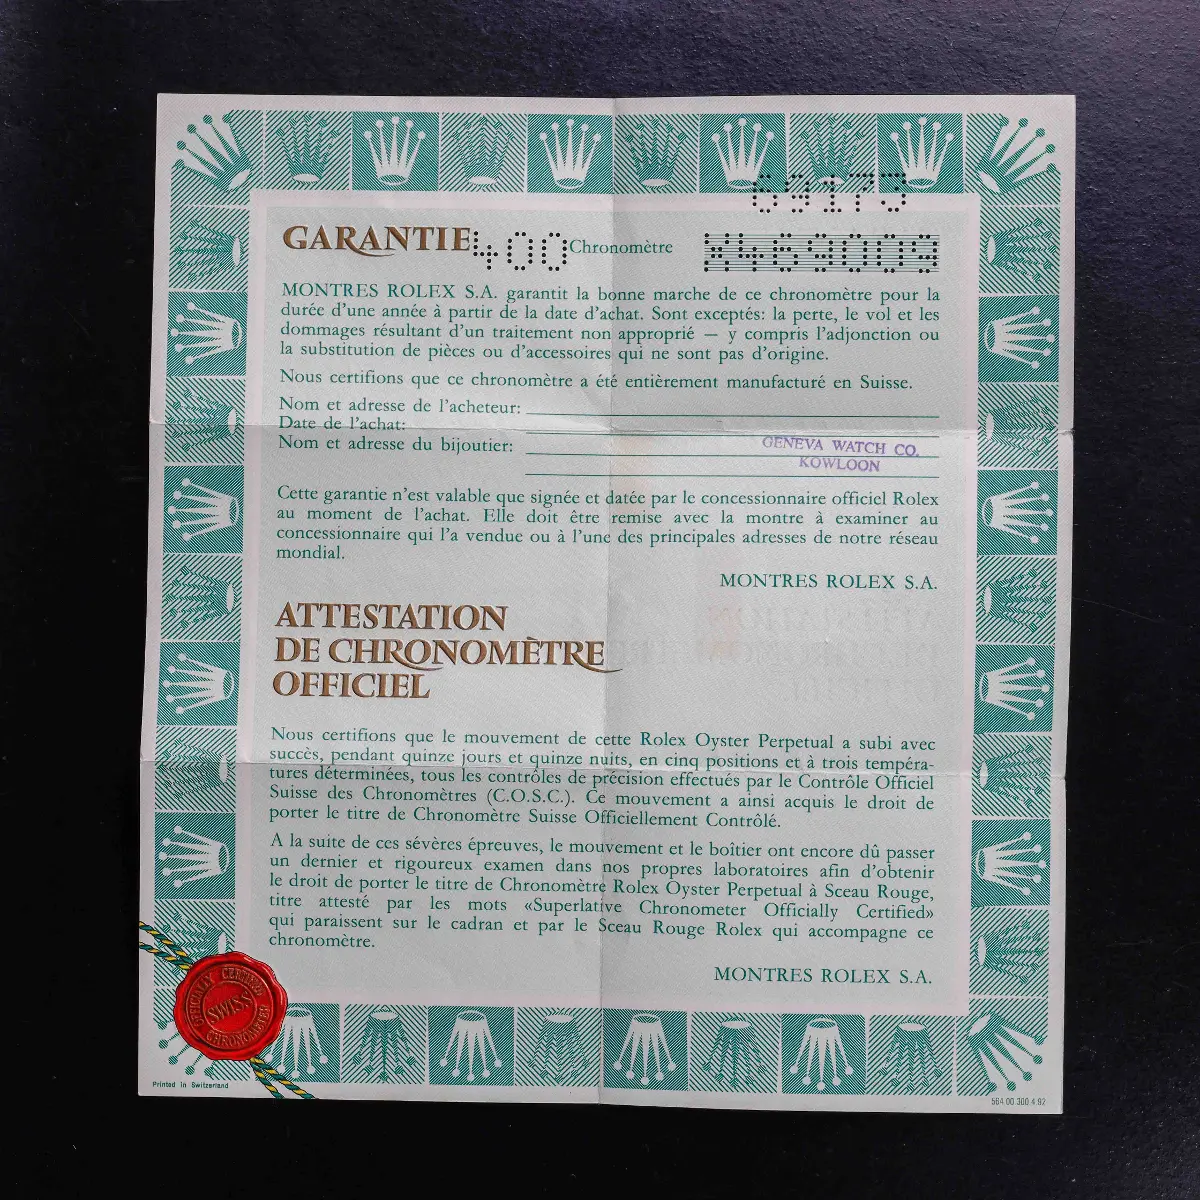 69173
GARANTIE 400 Chronomètre X469009
MONTRES ROLEX S.A. garantit la bonne marche de ce chronomètre pour la
durée d'une année à partir de la date d'achat. Sont exceptés: la perte, le vol et les
dommages résultant d'un traitement non approprié — y compris l'adjonction ou
la substitution de pièces ou d'accessoires qui ne sont pas d'origine.
Nous certifions que ce chronomètre a été entièrement manufacturé en Suisse.
Nom et adresse de l'acheteur:
Date de l'achat:
Nom et adresse du bijoutier:
GENEVA WATCH CO.
KOWLOON
Cette garantie n'est valable que signée et datée par le concessionnaire officiel Rolex
au moment de l'achat. Elle doit être remise avec la montre à examiner au
concessionnaire qui l'a vendue ou à l'une des principales adresses de notre réseau
mondial.
MONTRES ROLEX S.A.
ATTESTATION
DE CHRONOMÈTRE
OFFICIEL
Nous certifions que le mouvement de cette Rolex Oyster Perpetual a subi avec
succès, pendant quinze jours et quinze nuits, en cinq positions et à trois tempéra-
tures déterminées, tous les contrôles de précision effectués par le Contrôle Officiel
Suisse des Chronomètres (C.O.S.C.). Ce mouvement a ainsi acquis le droit de
porter le titre de Chronomètre Suisse Officiellement Contrôlé.
A la suite de ces sévères épreuves, le mouvement et le boîtier ont encore dû passer
un dernier et rigoureux examen dans nos propres laboratoires afin d'obtenir
le droit de porter le titre de Chronomètre Rolex Oyster Perpetual à Sceau Rouge,
titre attesté par les mots «Superlative Chronometer Officially Certified»
qui paraissent sur le cadran et par le Sceau Rouge Rolex qui accompagne ce
chronomètre.
MONTRES ROLEX S.A.
OFFICIALLY CERTIFIED
SWISS
CHRONOMETER
Printed in Switzerland
564.00.300.4.92